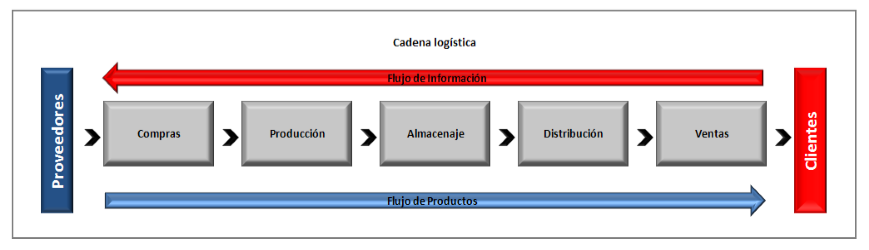 Cadena logística
Flujo de Información
Proveedores
Compras
Producción
Almacenaje
Distribución
Ventas
Clientes
Flujo de Productos